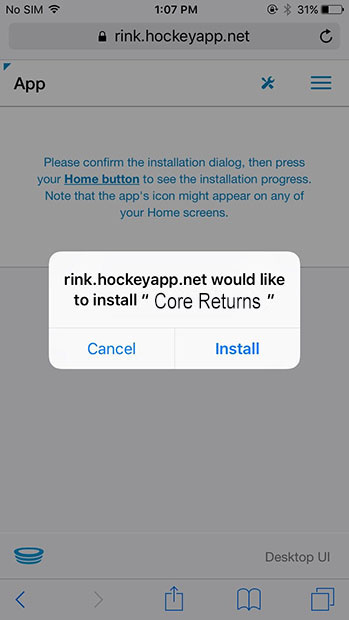 No SIM 1:07 PM 31%
rink.hockeyapp.net
App
Please confirm the installation dialog, then press
your Home button to see the installation progress.
Note that the app's icon might appear on any of
your Home screens.
rink.hockeyapp.net would like
to install “ Core Returns ”
Cancel Install
Desktop UI